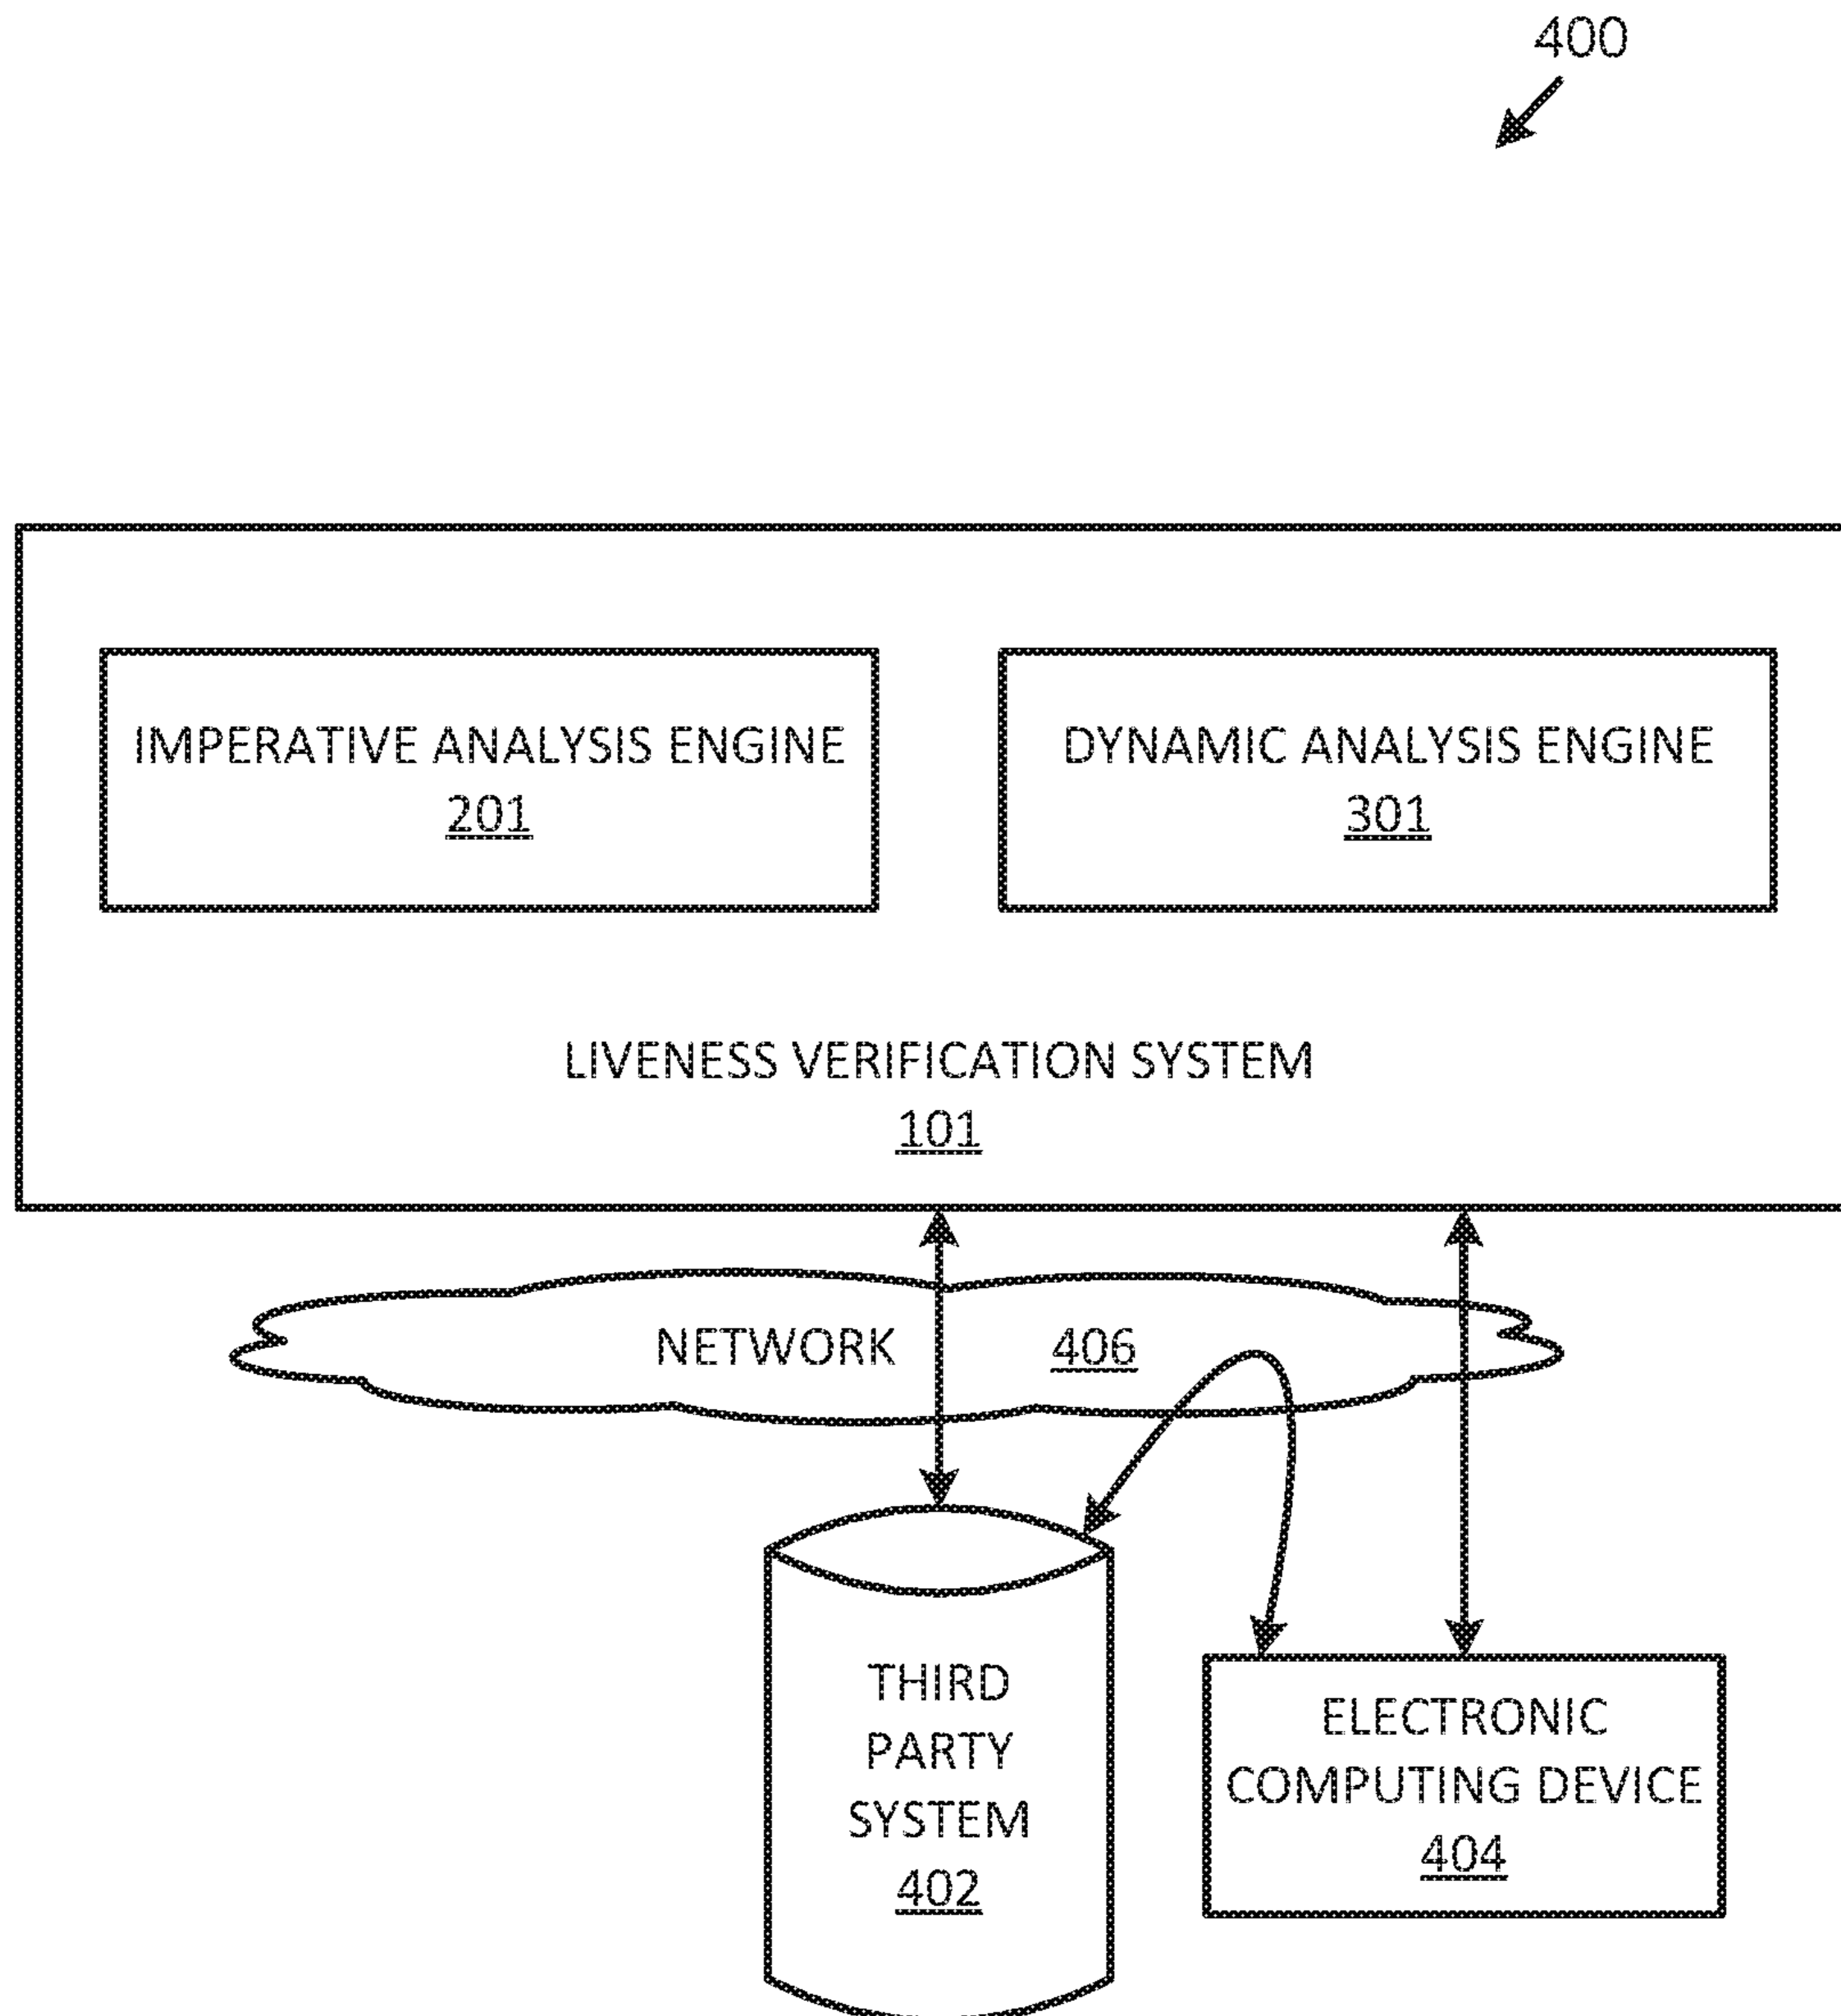 400
IMPERATIVE ANALYSIS ENGINE
201
DYNAMIC ANALYSIS ENGINE
301
LIVENESS VERIFICATION SYSTEM
101
NETWORK 406
THIRD
PARTY
SYSTEM
402
ELECTRONIC
COMPUTING DEVICE
404